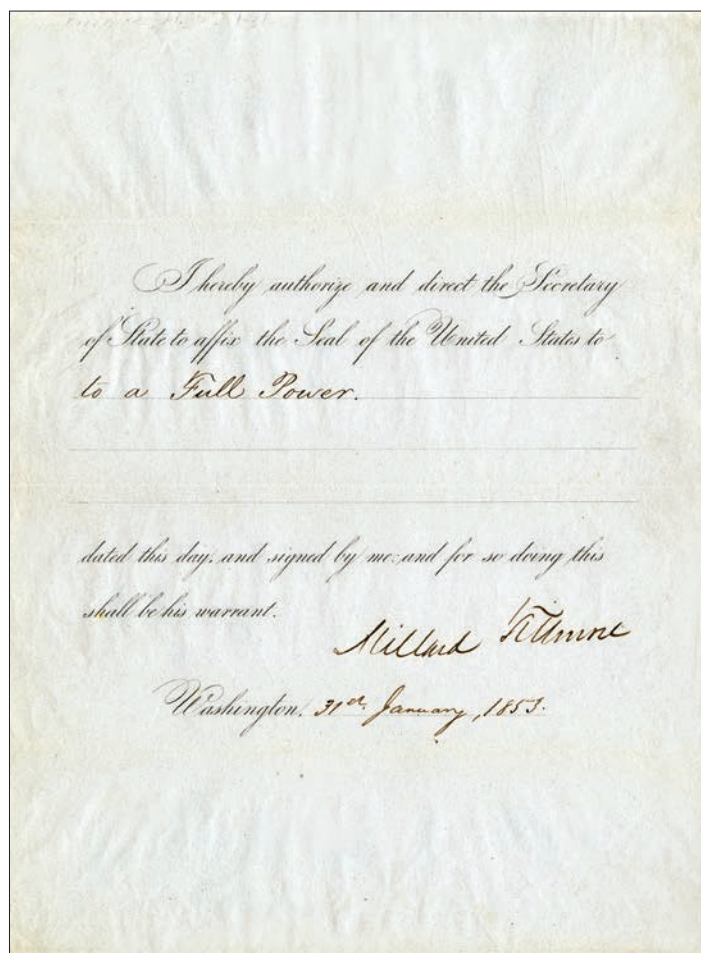 I hereby authorize and direct the Secretary
of State to affix the Seal of the United States to
to a Full Power.
dated this day, and signed by me: and for so doing this
shall be his warrant.
Millard Fillmore
Washington, 31st January, 1853.